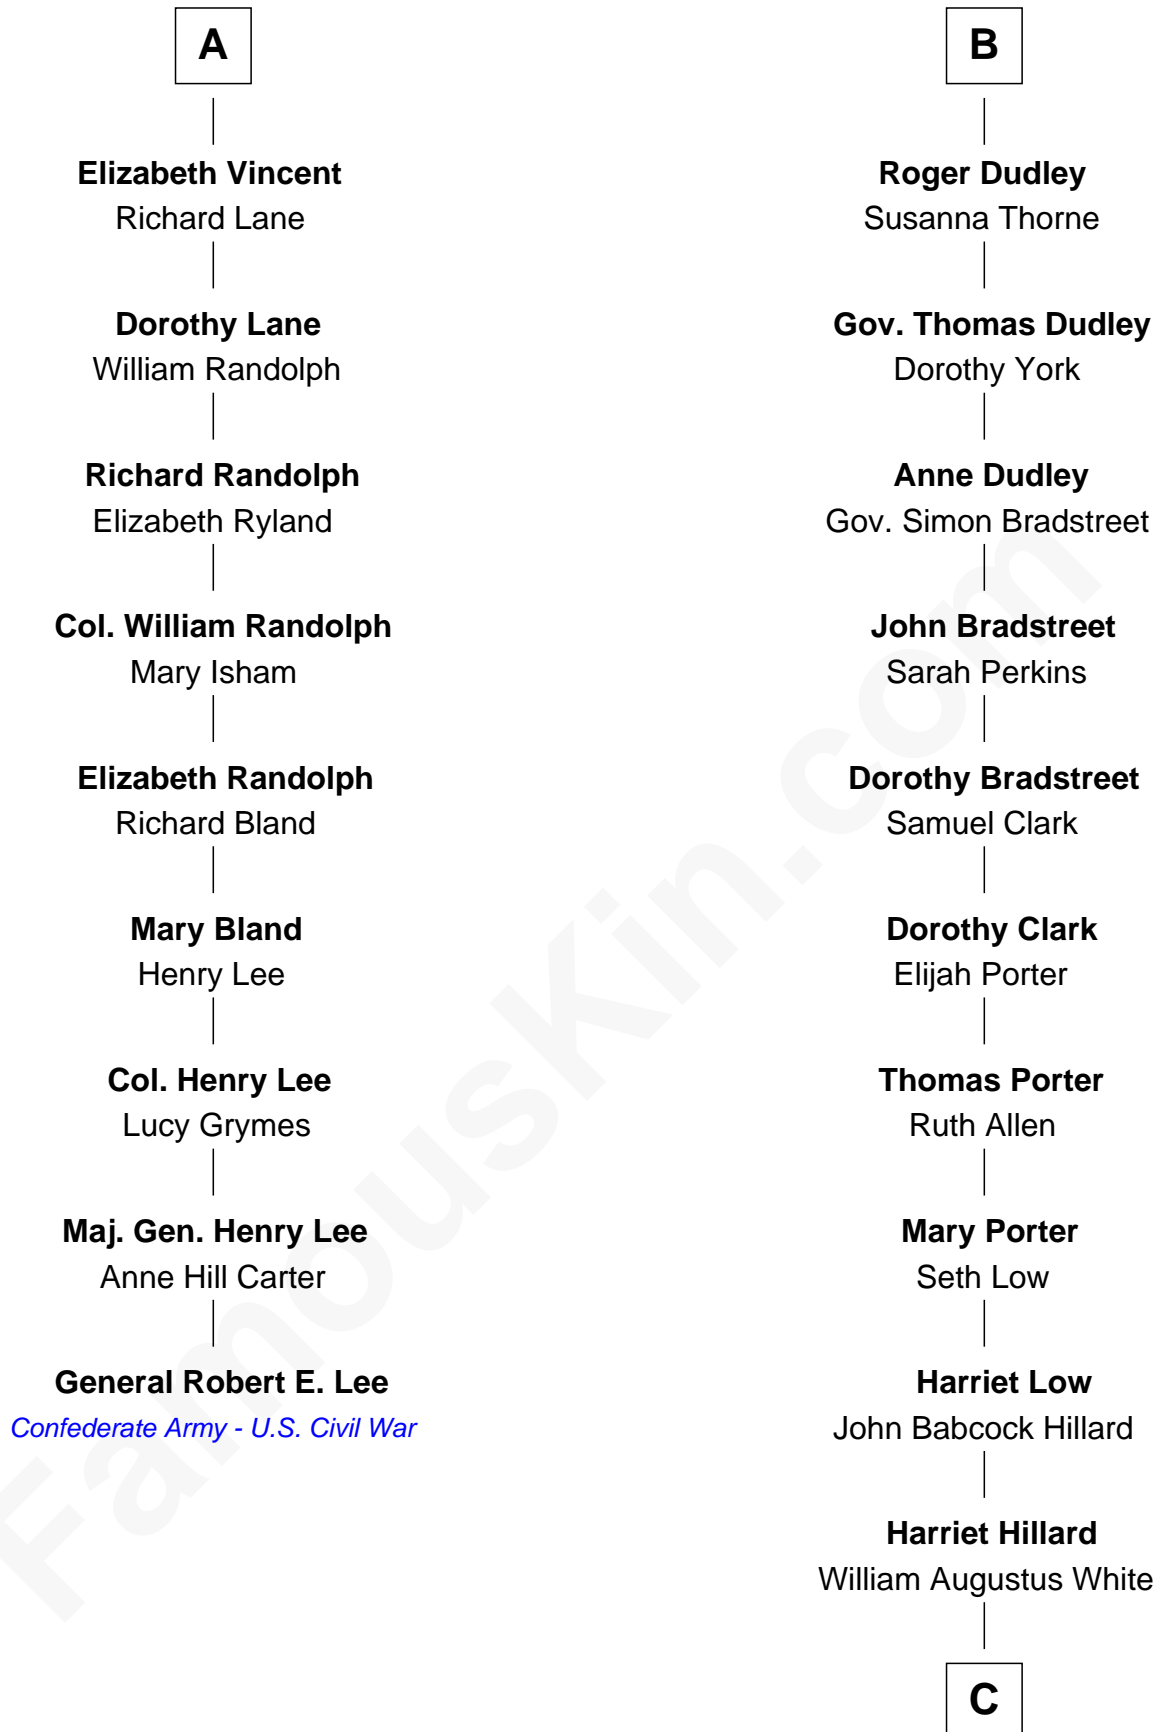 A
Elizabeth Vincent
Richard Lane
Dorothy Lane
William Randolph
Richard Randolph
Elizabeth Ryland
Col. William Randolph
Mary Isham
Elizabeth Randolph
Richard Bland
Mary Bland
Henry Lee
Col. Henry Lee
Lucy Grymes
Maj. Gen. Henry Lee
Anne Hill Carter
General Robert E. Lee
Confederate Army - U.S. Civil War
B
Roger Dudley
Susanna Thorne
Gov. Thomas Dudley
Dorothy York
Anne Dudley
Gov. Simon Bradstreet
John Bradstreet
Sarah Perkins
Dorothy Bradstreet
Samuel Clark
Dorothy Clark
Elijah Porter
Thomas Porter
Ruth Allen
Mary Porter
Seth Low
Harriet Low
John Babcock Hillard
Harriet Hillard
William Augustus White
C
FamousKin.com